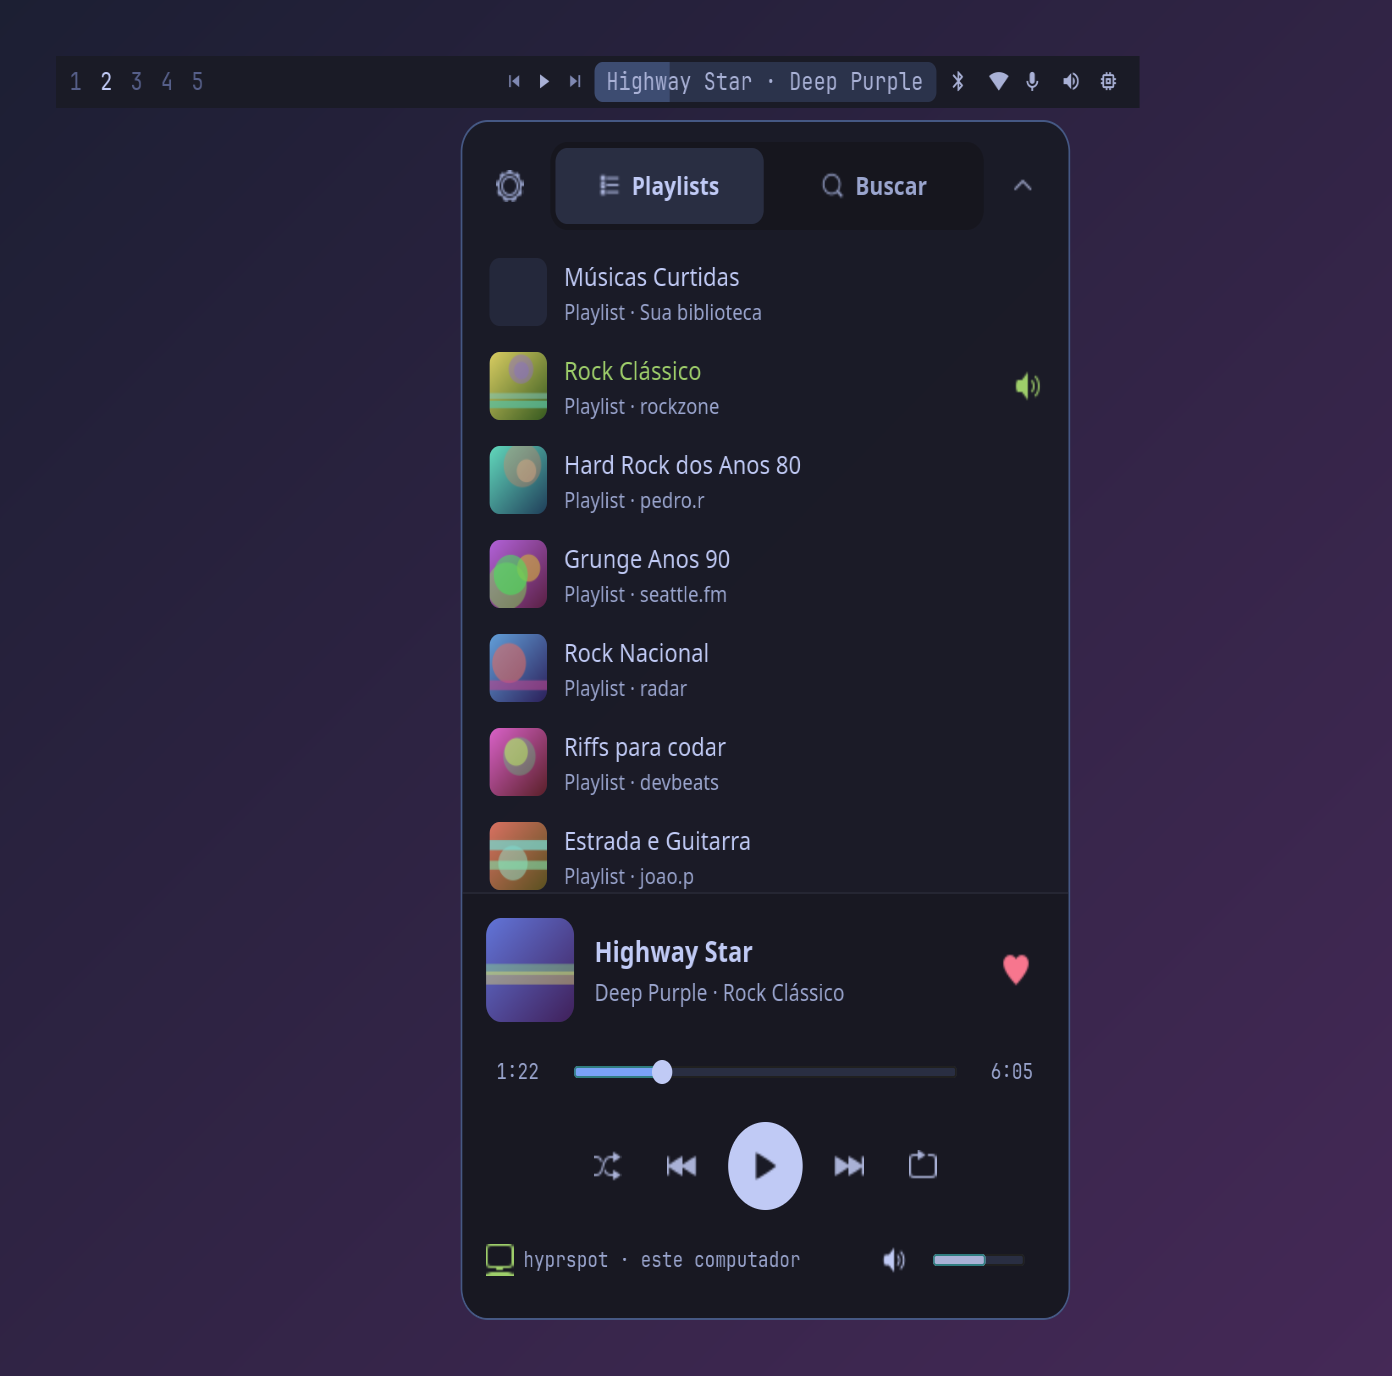 1 2 3 4 5
Highway Star · Deep Purple
Playlists
Buscar
Músicas Curtidas
Playlist · Sua biblioteca
Rock Clássico
Playlist · rockzone
Hard Rock dos Anos 80
Playlist · pedro.r
Grunge Anos 90
Playlist · seattle.fm
Rock Nacional
Playlist · radar
Riffs para codar
Playlist · devbeats
Estrada e Guitarra
Playlist · joao.p
Highway Star
Deep Purple · Rock Clássico
1:22
6:05
hyprspot · este computador